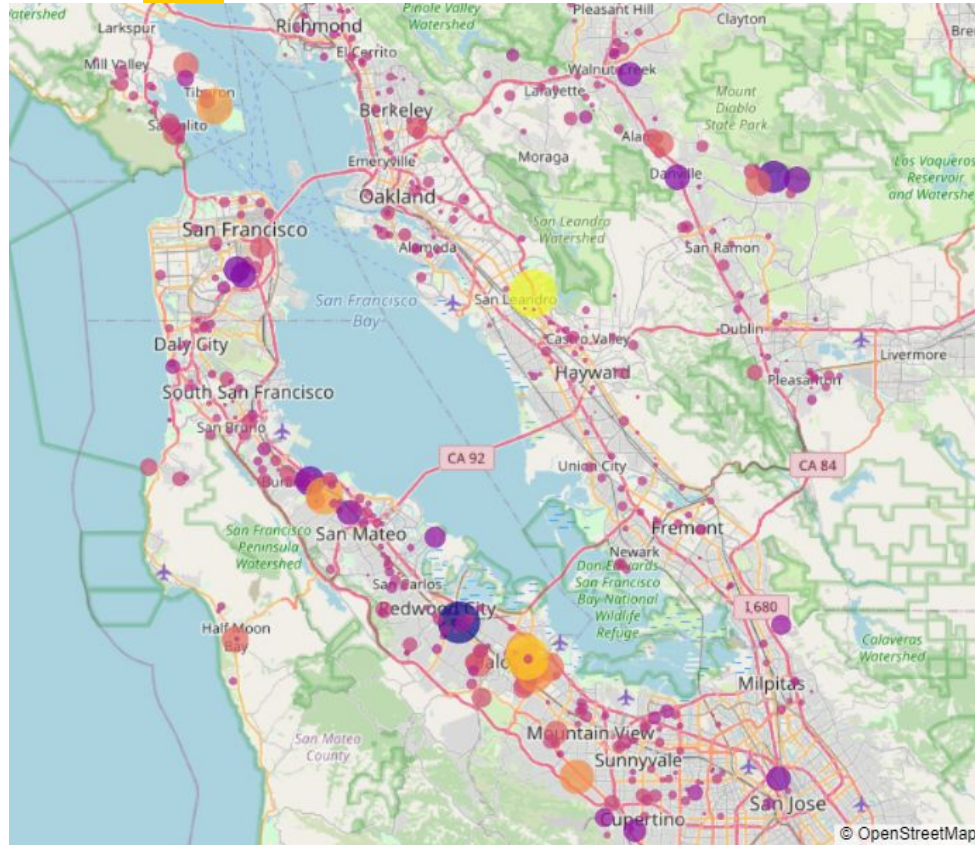 atershed
Larkspur
Richmond
Pinole Valley
Watershed
Pleasant Hill
Clayton
Bre
El Cerrito
Mill Valley
Walnut Creek
Tiburon
Lafayette
Mount
Diablo
State Park
Sausalito
Berkeley
Alamo
Emeryville
Moraga
Los Vaqueros
Reservoir
and Watershe
Danville
Oakland
San Leandro
Watershed
San Francisco
Alameda
San Ramon
San Francisco
Bay
San Leandro
Dublin
Daly City
Castro Valley
Livermore
Hayward
Pleasanton
South San Francisco
San Bruno
CA 92
CA 84
Union City
San Francisco
Peninsula
Watershed
San Mateo
Fremont
Newark
Don Edwards
San Francisco
Bay National
Wildlife
Refuge
San Carlos
Redwood City
I 680
Half Moon
Bay
Calaveras
Watershed
Milpitas
San Mateo
County
Mountain View
Sunnyvale
San Jose
Cupertino
© OpenStreetMap